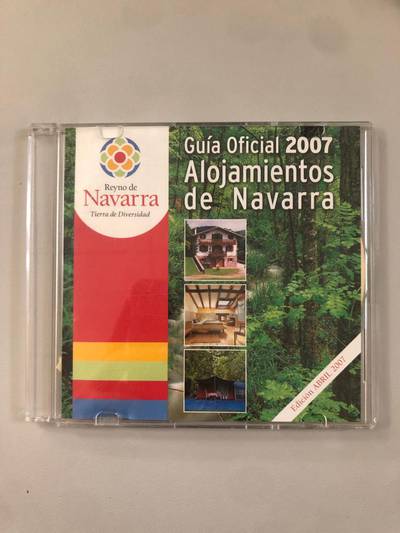 Guía Oficial 2007
Alojamientos
de Navarra
Reyno de
Navarra
Tierra de Diversidad
Edición ABRIL 2007